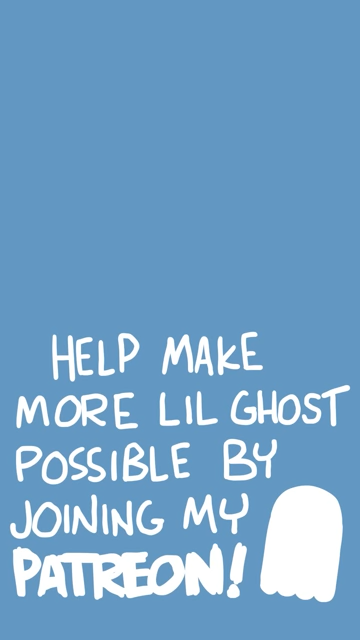 HELP MAKE
MORE LIL GHOST
POSSIBLE BY
JOINING MY
PATREON!